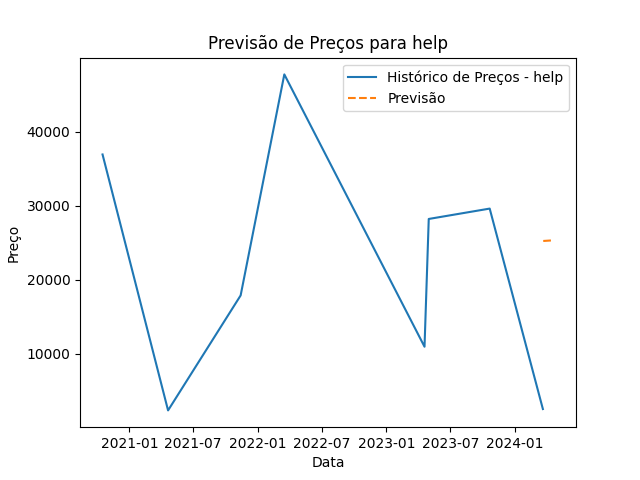 Previsão de Preços para help
Histórico de Preços - help
Previsão
Preço
40000
30000
20000
10000
2021-01 2021-07 2022-01 2022-07 2023-01 2023-07 2024-01
Data